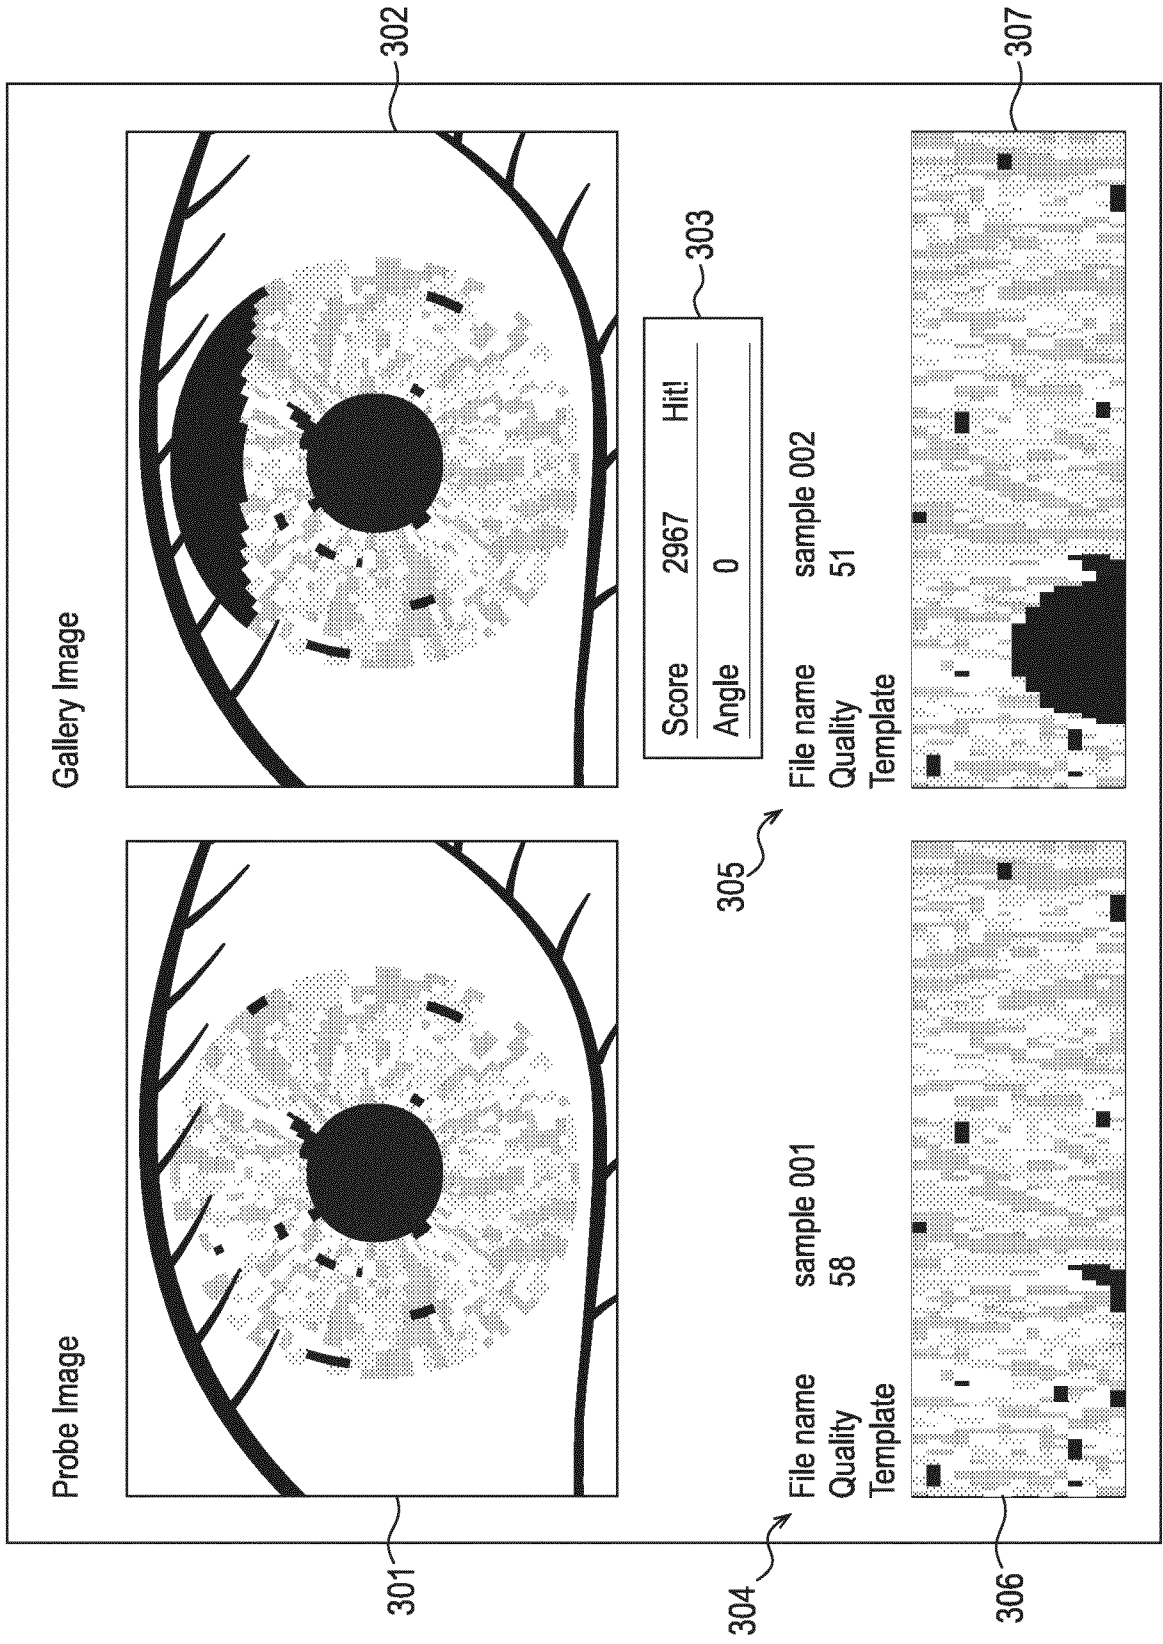 302
307
Probe Image
Gallery Image
303
Score 2967 Hit!
Angle 0
305
File name sample 001
Quality 58
Template
File name sample 002
Quality 51
Template
301
304
306